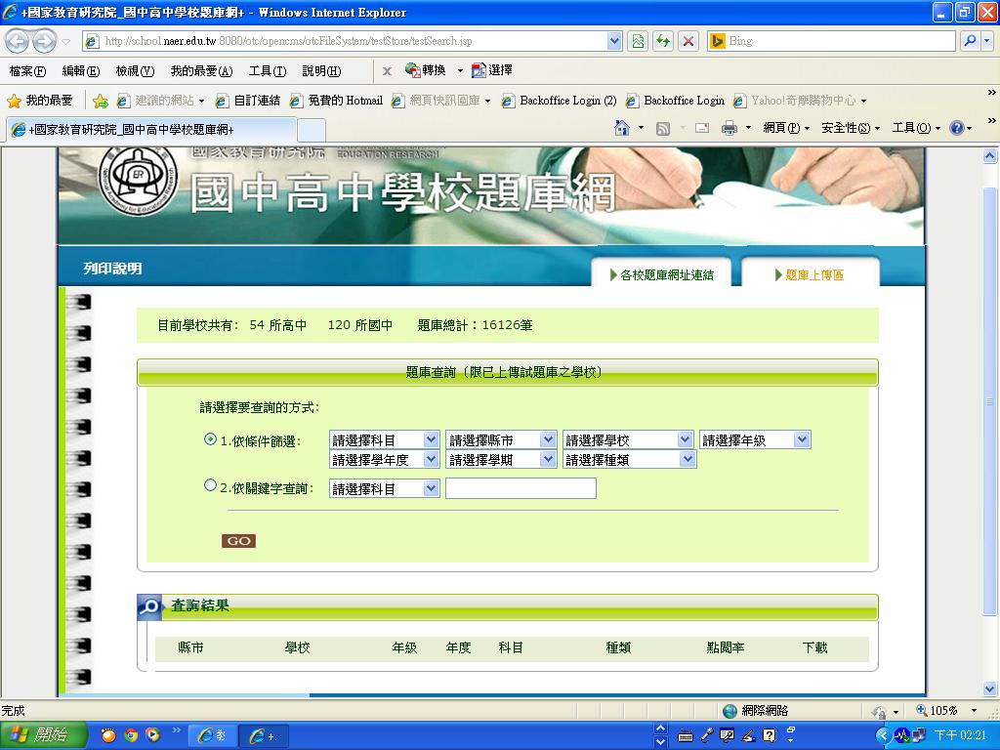 +國家教育研究院_國中高中學校題庫網+ - Windows Internet Explorer
http://school.naer.edu.tw:8080/otc/opencms/otcFileSystem/testStore/testSearch.jsp
Bing
檔案(F) 編輯(E) 檢視(V) 我的最愛(A) 工具(T) 說明(H) x 轉換 選擇
我的最愛 建議的網站 自訂連結 免費的 Hotmail 網頁快訊圖庫 Backoffice Login (2) Backoffice Login Yahoo!奇摩購物中心
+國家教育研究院_國中高中學校題庫網+ 網頁(P) 安全性(S) 工具(O)
國家教育研究院 EDUCATION RESEARCH
國中高中學校題庫網
列印說明 各校題庫網址連結 題庫上傳區
目前學校共有: 54 所高中 120 所國中 題庫總計：16126筆
題庫查詢（限已上傳試題庫之學校）
請選擇要查詢的方式:
1.依條件篩選: 請選擇科目 請選擇縣市 請選擇學校 請選擇年級
請選擇學年度 請選擇學期 請選擇種類
2.依關鍵字查詢: 請選擇科目
GO
查詢結果
縣市 學校 年級 年度 科目 種類 點閱率 下載
完成 網際網路 105%
開始 +. 下午 02:21